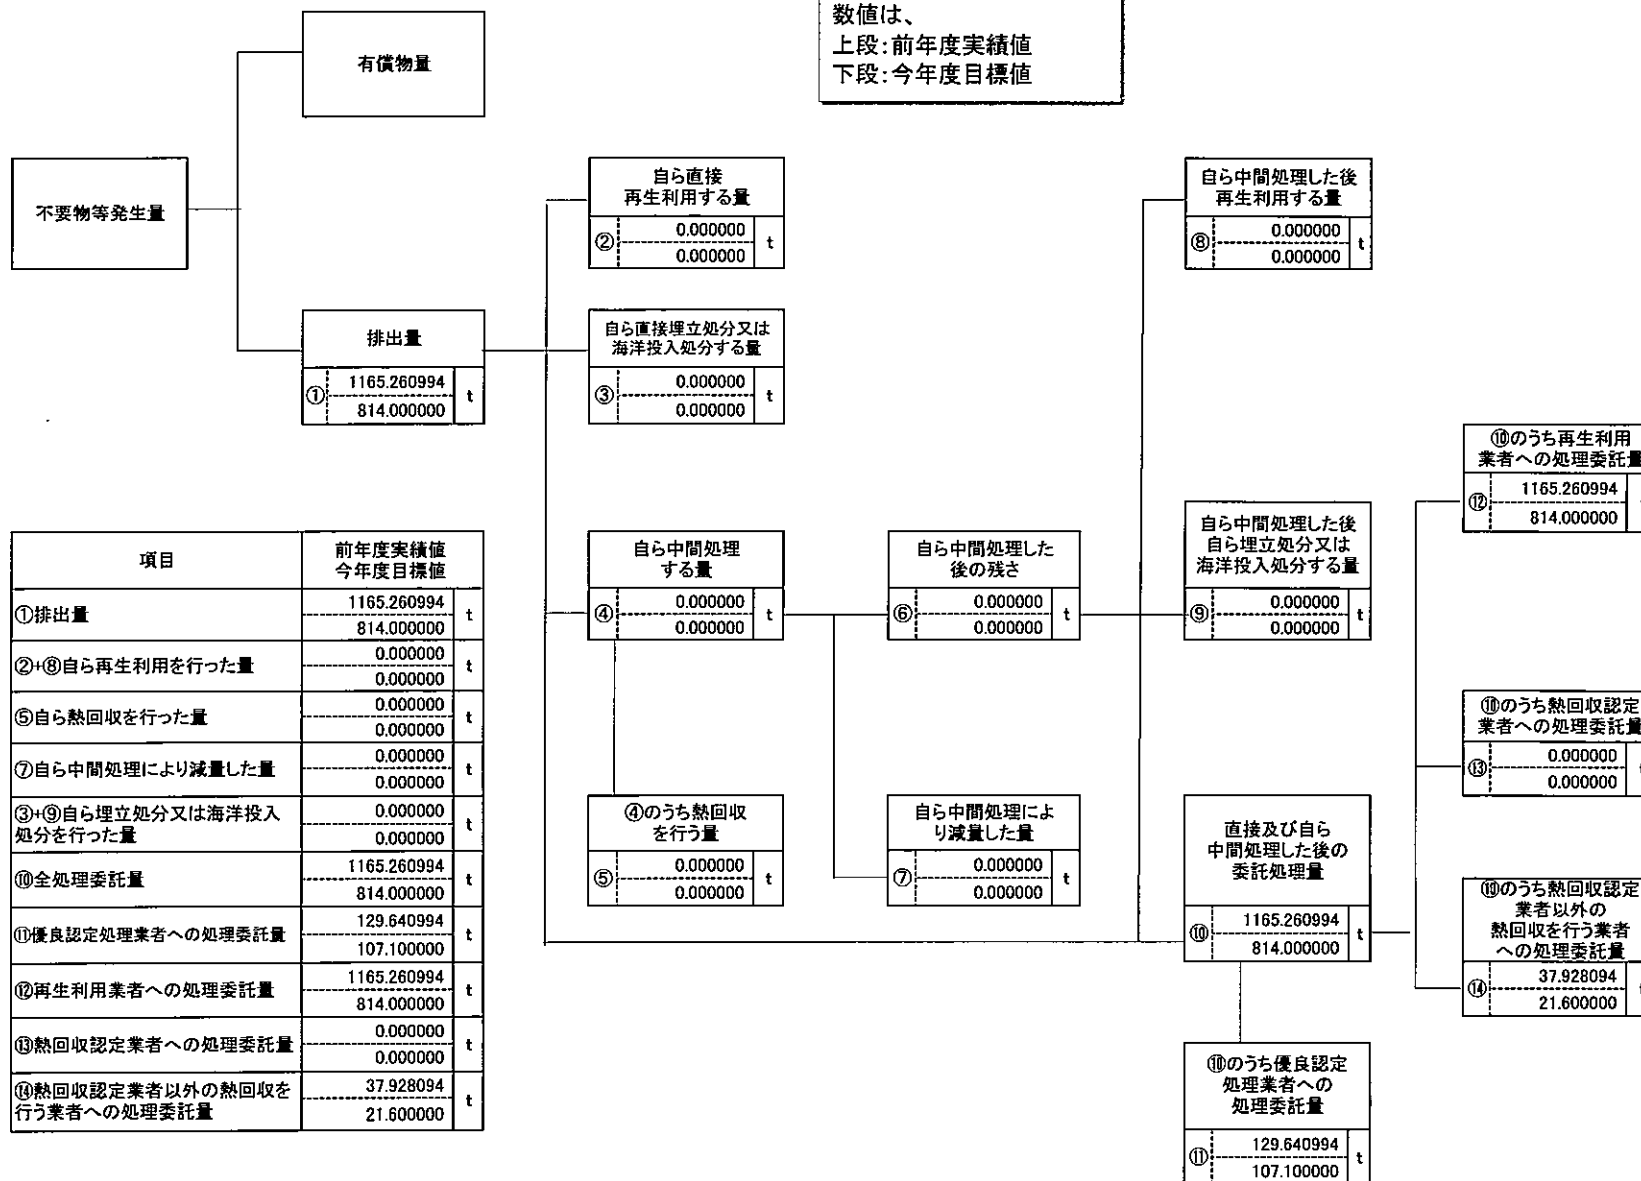 数値は、
上段:前年度実績値
下段:今年度目標値
有償物量
不要物等発生量
排出量
① 1165.260994 t
814.000000
自ら直接
再生利用する量
② 0.000000 t
0.000000
自ら直接埋立処分又は
海洋投入処分する量
③ 0.000000 t
0.000000
自ら中間処理した後
再生利用する量
⑧ 0.000000 t
0.000000
自ら中間処理
する量
④ 0.000000 t
0.000000
自ら中間処理した
後の残さ
⑥ 0.000000 t
0.000000
自ら中間処理した後
自ら埋立処分又は
海洋投入処分する量
⑨ 0.000000 t
0.000000
④のうち熱回収
を行う量
⑤ 0.000000 t
0.000000
自ら中間処理によ
り減量した量
⑦ 0.000000 t
0.000000
直接及び自ら
中間処理した後の
委託処理量
⑩ 1165.260994 t
814.000000
⑩のうち優良認定
処理業者への
処理委託量
⑪ 129.640994 t
107.100000
⑩のうち再生利用
業者への処理委託量
⑫ 1165.260994
814.000000
⑩のうち熱回収認定
業者への処理委託量
⑬ 0.000000
0.000000
⑩のうち熱回収認定
業者以外の
熱回収を行う業者
への処理委託量
⑭ 37.928094
21.600000
項目 前年度実績値
今年度目標値
①排出量 1165.260994 t
814.000000
②+⑧自ら再生利用を行った量 0.000000 t
0.000000
⑤自ら熱回収を行った量 0.000000 t
0.000000
⑦自ら中間処理により減量した量 0.000000 t
0.000000
③+⑨自ら埋立処分又は海洋投入 0.000000 t
処分を行った量 0.000000
⑩全処理委託量 1165.260994 t
814.000000
⑪優良認定処理業者への処理委託量 129.640994 t
107.100000
⑫再生利用業者への処理委託量 1165.260994 t
814.000000
⑬熱回収認定業者への処理委託量 0.000000 t
0.000000
⑭熱回収認定業者以外の熱回収を 37.928094 t
行う業者への処理委託量 21.600000